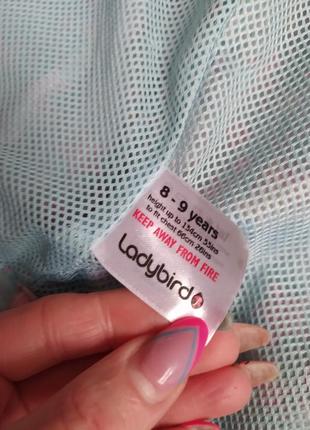 8 - 9 years
height up to 134cm 53ins
to fit chest 66cm 26ins
KEEP AWAY FROM FIRE
Ladybird